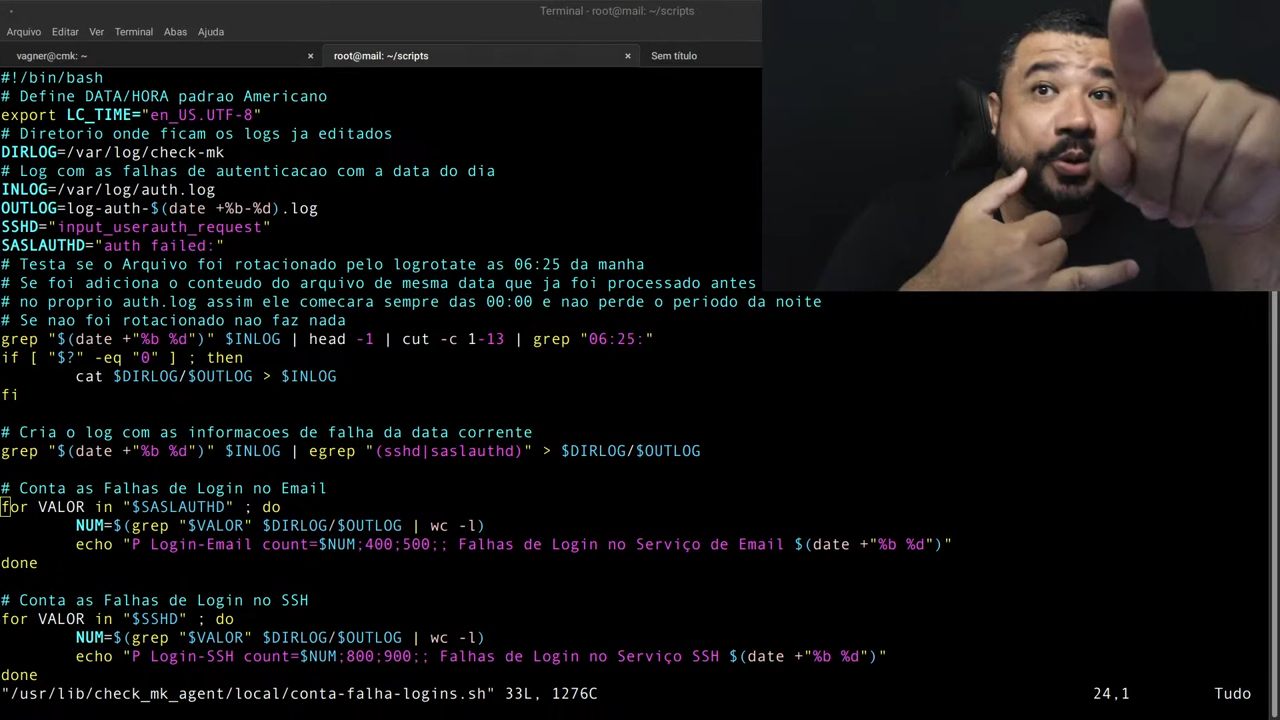 Terminal - root@mail: ~/scripts
Arquivo Editar Ver Terminal Abas Ajuda
vagner@cmk: ~ × root@mail: ~/scripts × Sem título
#!/bin/bash
# Define DATA/HORA padrao Americano
export LC_TIME="en_US.UTF-8"
# Diretorio onde ficam os logs ja editados
DIRLOG=/var/log/check-mk
# Log com as falhas de autenticacao com a data do dia
INLOG=/var/log/auth.log
OUTLOG=log-auth-$(date +%b-%d).log
SSHD="input_userauth_request"
SASLAUTHD="auth failed:"
# Testa se o Arquivo foi rotacionado pelo logrotate as 06:25 da manha
# Se foi adiciona o conteudo do arquivo de mesma data que ja foi processado antes
# no proprio auth.log assim ele comecara sempre das 00:00 e nao perde o periodo da noite
# Se nao foi rotacionado nao faz nada
grep "$(date +"%b %d")" $INLOG | head -1 | cut -c 1-13 | grep "06:25:"
if [ "$?" -eq "0" ] ; then
        cat $DIRLOG/$OUTLOG > $INLOG
fi
# Cria o log com as informacoes de falha da data corrente
grep "$(date +"%b %d")" $INLOG | egrep "(sshd|saslauthd)" > $DIRLOG/$OUTLOG
# Conta as Falhas de Login no Email
for VALOR in "$SASLAUTHD" ; do
        NUM=$(grep "$VALOR" $DIRLOG/$OUTLOG | wc -l)
        echo "P Login-Email count=$NUM;400;500;; Falhas de Login no Serviço de Email $(date +"%b %d")"
done
# Conta as Falhas de Login no SSH
for VALOR in "$SSHD" ; do
        NUM=$(grep "$VALOR" $DIRLOG/$OUTLOG | wc -l)
        echo "P Login-SSH count=$NUM;800;900;; Falhas de Login no Serviço SSH $(date +"%b %d")"
done
"/usr/lib/check_mk_agent/local/conta-falha-logins.sh" 33L, 1276C 24,1 Tudo